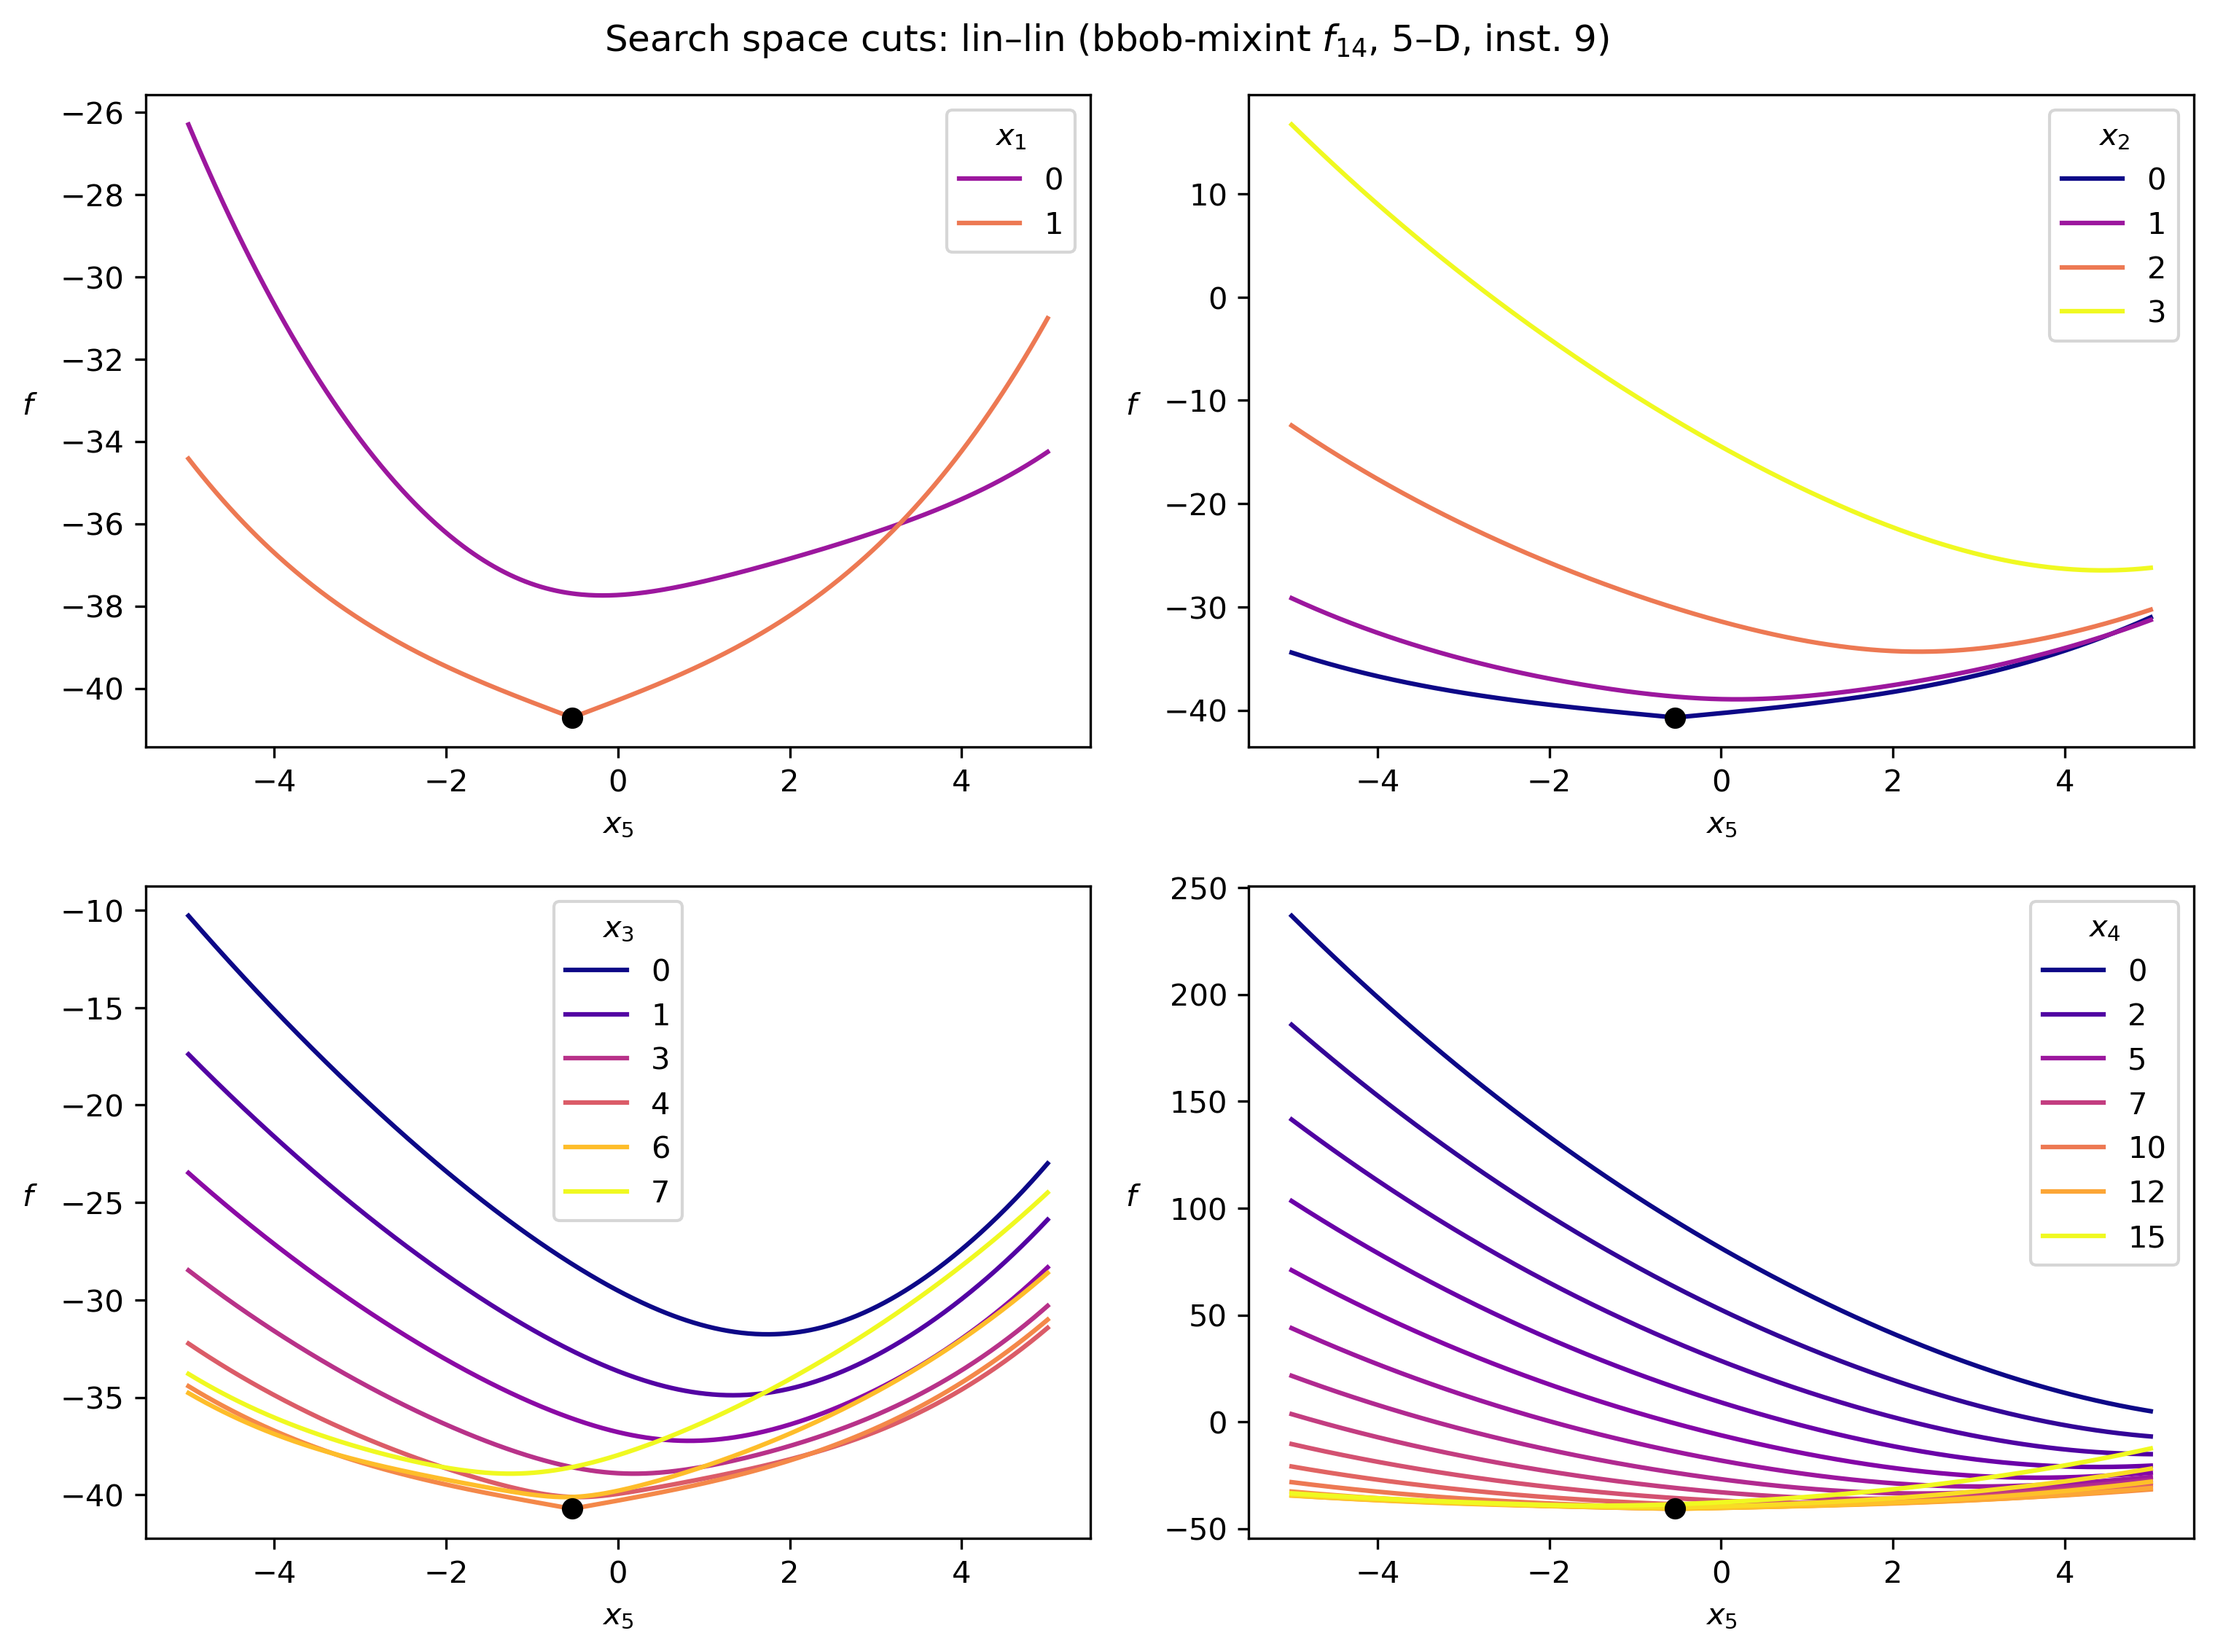 Search space cuts: lin–lin (bbob-mixint f₁₄, 5–D, inst. 9)
−26
−28
−30
−32
−34
−36
−38
−40
f
−4 −2 0 2 4
x₅
x₁
0
1
10
0
−10
−20
−30
−40
f
−4 −2 0 2 4
x₅
x₂
0
1
2
3
−10
−15
−20
−25
−30
−35
−40
f
−4 −2 0 2 4
x₅
x₃
0
1
3
4
6
7
250
200
150
100
50
0
−50
f
−4 −2 0 2 4
x₅
x₄
0
2
5
7
10
12
15